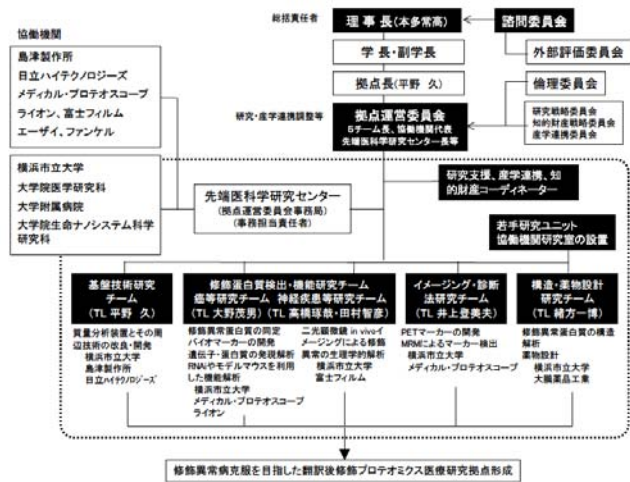 協働機関
島津製作所
日立ハイテクノロジーズ
メディカル・プロテオスコープ
ライオン、富士フィルム
エーザイ、ファンケル
横浜市立大学
大学院医学研究科
大学附属病院
大学院生命ナノシステム科学
研究科
総括責任者
理 事 長(本多常高)
諮問委員会
学 長・副学長
外部評価委員会
拠点長(平野 久)
倫理委員会
研究・産学連携調整等
拠点運営委員会
5チーム長、協働機関代表
先端医科学研究センター長等
研究戦略委員会
知的財産戦略委員会
産学連携委員会
先端医科学研究センター
(拠点運営委員会事務局)
(事務担当責任者)
研究支援、産学連携、知
的財産コーディネーター
若手研究ユニット
協働機関研究室の設置
基盤技術研究
チーム
(TL 平野 久)
質量分析装置とその周
辺技術の改良・開発
横浜市立大学
島津製作所
日立ハイテクノロジーズ
修飾蛋白質検出・機能研究チーム
癌等研究チーム 神経疾患等研究チーム
(TL 大野茂男) (TL 高橋琢哉・田村智彦)
修飾異常蛋白質の同定
バイオマーカーの開発
遺伝子・蛋白質の発現解析
RNAiやモデルマウスを利用
した機能解析
横浜市立大学
メディカル・プロテオスコープ
ライオン
二光顕微鏡 in vivoイ
メージングによる修飾
異常の生理学的解析
横浜市立大学
富士フィルム
イメージング・診断
法研究チーム
(TL 井上登美夫)
PETマーカーの開発
MRMによるマーカー検出
横浜市立大学
メディカル・プロテオスコープ
構造・薬物設計
研究チーム
(TL 緒方一博)
修飾異常蛋白質の構造
解析
薬物設計
横浜市立大学
大鵬薬品工業
修飾異常病克服を目指した翻訳後修飾プロテオミクス医療研究拠点形成